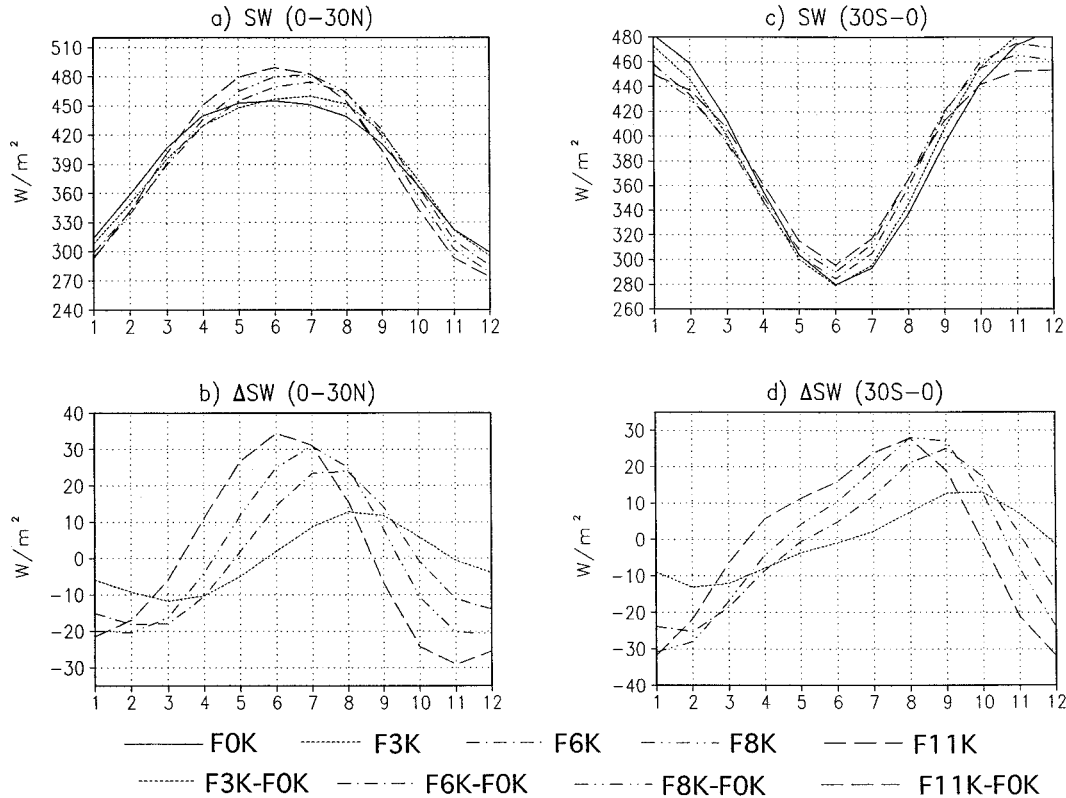 a) SW (0–30N)
510
480
450
420
390
360
330
300
270
240
W/m²
1 2 3 4 5 6 7 8 9 10 11 12
c) SW (30S–0)
480
460
440
420
400
380
360
340
320
300
280
260
W/m²
1 2 3 4 5 6 7 8 9 10 11 12
b) ΔSW (0–30N)
40
30
20
10
0
−10
−20
−30
W/m²
1 2 3 4 5 6 7 8 9 10 11 12
d) ΔSW (30S–0)
30
20
10
0
−10
−20
−30
−40
W/m²
1 2 3 4 5 6 7 8 9 10 11 12
F0K F3K F6K F8K F11K
F3K-F0K F6K-F0K F8K-F0K F11K-F0K